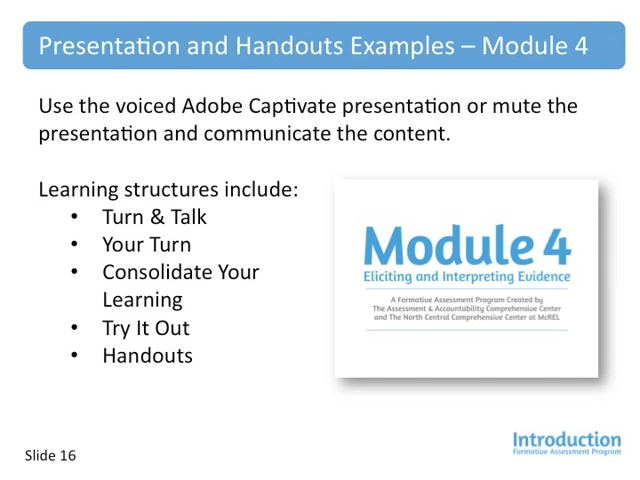 Presentation and Handouts Examples – Module 4
Use the voiced Adobe Captivate presentation or mute the
presentation and communicate the content.
Learning structures include:
• Turn & Talk
• Your Turn
• Consolidate Your
Learning
• Try It Out
• Handouts
Module 4
Eliciting and Interpreting Evidence
A Formative Assessment Program Created by
The Assessment & Accountability Comprehensive Center
and The North Central Comprehensive Center at McREL
Slide 16
Introduction
Formative Assessment Program